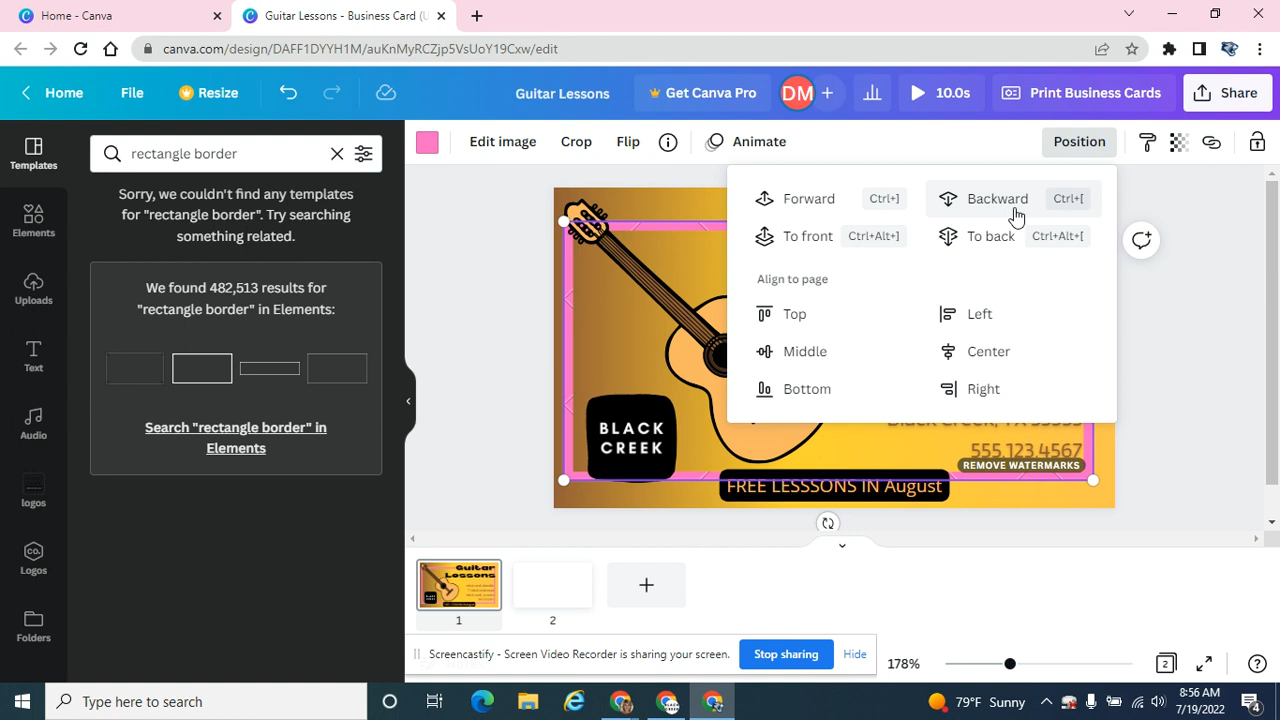 Home - Canva
Guitar Lessons - Business Card (U
canva.com/design/DAFF1DYYH1M/auKnMyRCZjp5VsUoY19Cxw/edit
Home
File
Resize
Guitar Lessons
Get Canva Pro
DM
10.0s
Print Business Cards
Share
Templates
Elements
Uploads
Text
Audio
logos
CO.
Logos
Folders
rectangle border
Sorry, we couldn't find any templates
for "rectangle border". Try searching
something related.
We found 482,513 results for
"rectangle border" in Elements:
Search "rectangle border" in
Elements
Edit image
Crop
Flip
Animate
Position
Forward Ctrl+]
Backward Ctrl+[
To front Ctrl+Alt+]
To back Ctrl+Alt+[
Align to page
Top
Left
Middle
Center
Bottom
Right
BLACK
CREEK
555.123.4567
REMOVE WATERMARKS
FREE LESSSONS IN August
Guitar
Lessons
1
2
Screencastify - Screen Video Recorder is sharing your screen.
Stop sharing
Hide
178%
2
Type here to search
79°F Sunny
8:56 AM
7/19/2022
4